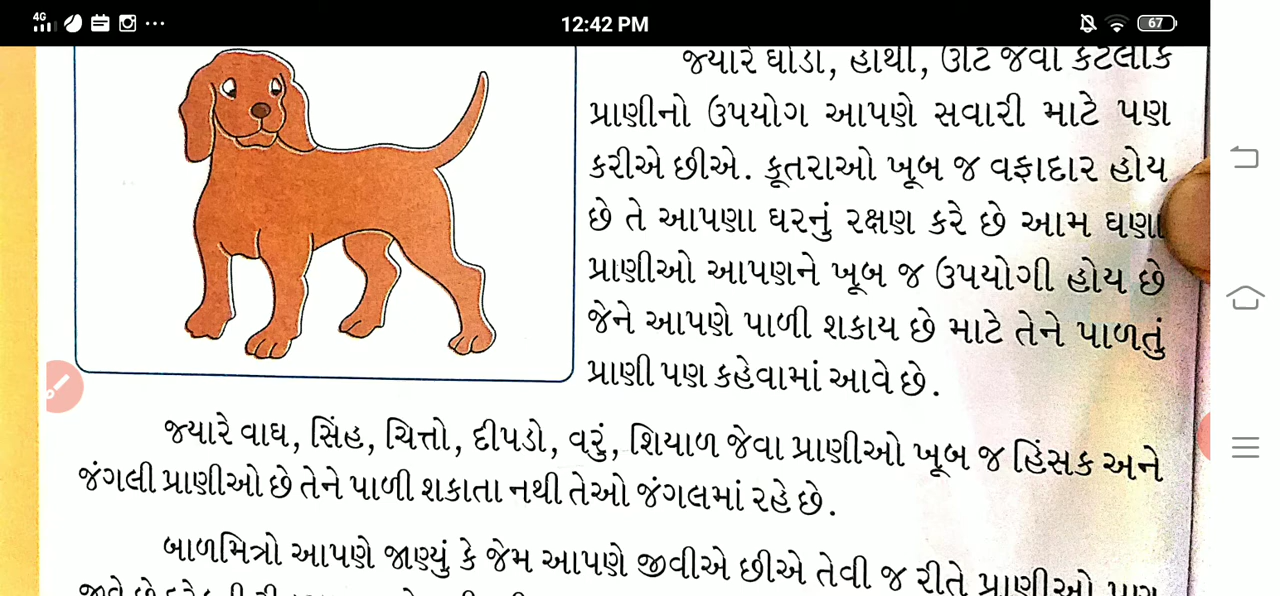 4G
12:42 PM
67
જ્યારે ઘોડા, હાથી, ઊંટ જેવા કેટલાક
પ્રાણીનો ઉપયોગ આપણે સવારી માટે પણ
કરીએ છીએ. કૂતરાઓ ખૂબ જ વફાદાર હોય
છે તે આપણા ઘરનું રક્ષણ કરે છે આમ ઘણા
પ્રાણીઓ આપણને ખૂબ જ ઉપયોગી હોય છે
જેને આપણે પાળી શકાય છે માટે તેને પાળતું
પ્રાણી પણ કહેવામાં આવે છે.
જ્યારે વાઘ, સિંહ, ચિત્તો, દીપડો, વરું, શિયાળ જેવા પ્રાણીઓ ખૂબ જ હિંસક અને
જંગલી પ્રાણીઓ છે તેને પાળી શકાતા નથી તેઓ જંગલમાં રહે છે.
બાળમિત્રો આપણે જાણ્યું કે જેમ આપણે જીવીએ છીએ તેવી જ રીતે પ્રાણીઓ પણ
જીવે છે